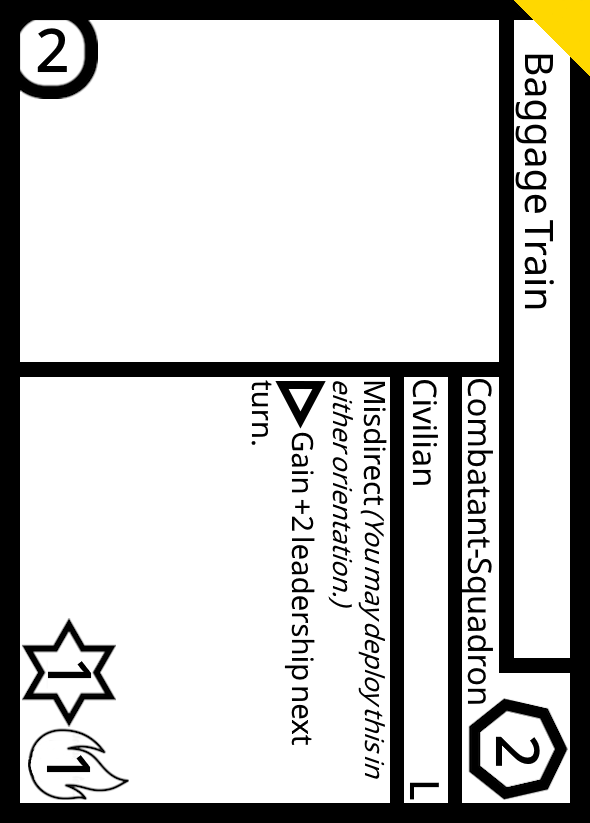 2
Baggage Train
Combatant-Squadron
2
Civilian
L
Misdirect (You may deploy this in
either orientation.)
Gain +2 leadership next
turn.
1
1